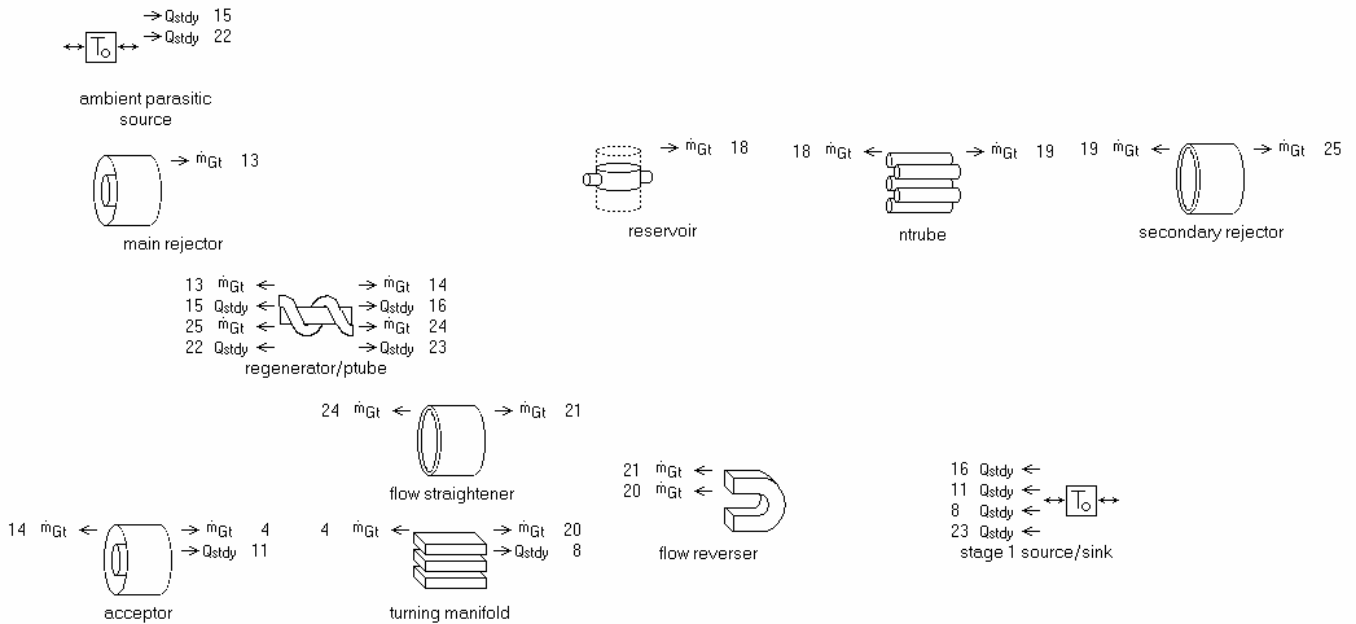 → Qstdy 15
→ Qstdy 22
↔ To ↔
ambient parasitic
source
→ ṁGt 13
main rejector
→ ṁGt 18
reservoir
18 ṁGt ← → ṁGt 19
ntrube
19 ṁGt ← → ṁGt 25
secondary rejector
13 ṁGt ← → ṁGt 14
15 Qstdy ← → Qstdy 16
25 ṁGt ← → ṁGt 24
22 Qstdy ← → Qstdy 23
regenerator/ptube
24 ṁGt ← → ṁGt 21
flow straightener
21 ṁGt ←
20 ṁGt ←
flow reverser
16 Qstdy ←
11 Qstdy ←
8 Qstdy ←
23 Qstdy ←
↔ To ↔
stage 1 source/sink
14 ṁGt ← → ṁGt 4
→ Qstdy 11
acceptor
4 ṁGt ← → ṁGt 20
→ Qstdy 8
turning manifold